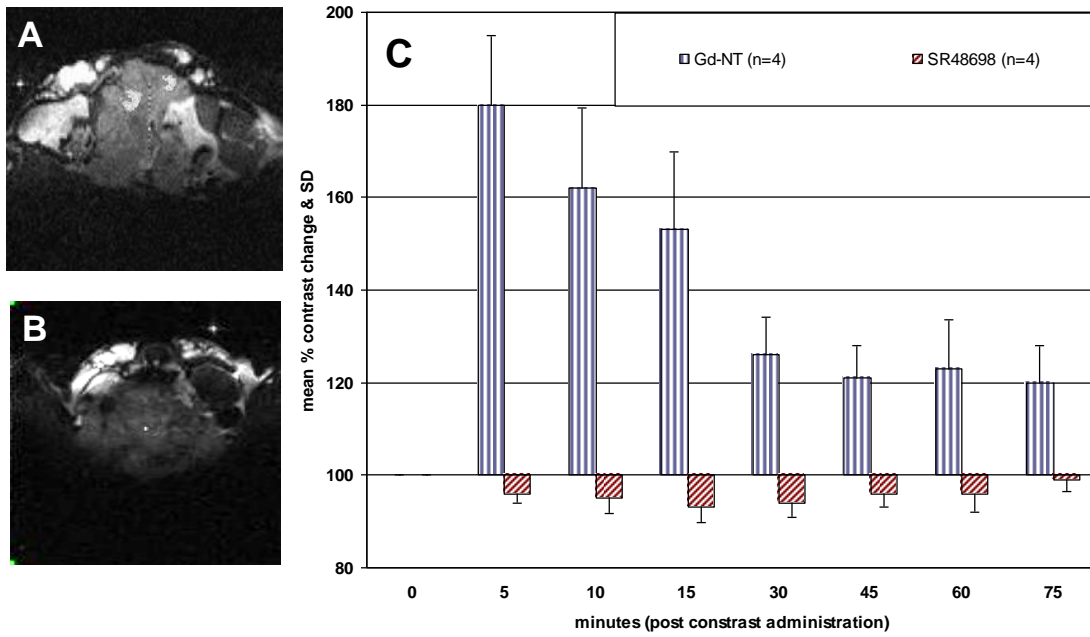 A
B
C
Gd-NT (n=4)
SR48698 (n=4)
mean % contrast change & SD
200
180
160
140
120
100
80
0 5 10 15 30 45 60 75
minutes (post constrast administration)